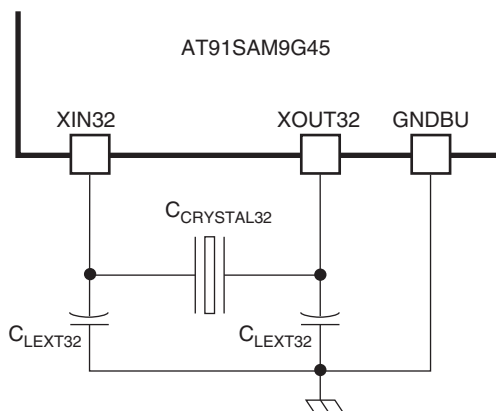 AT91SAM9G45
XIN32 XOUT32 GNDBU
CCRYSTAL32
CLEXT32 CLEXT32